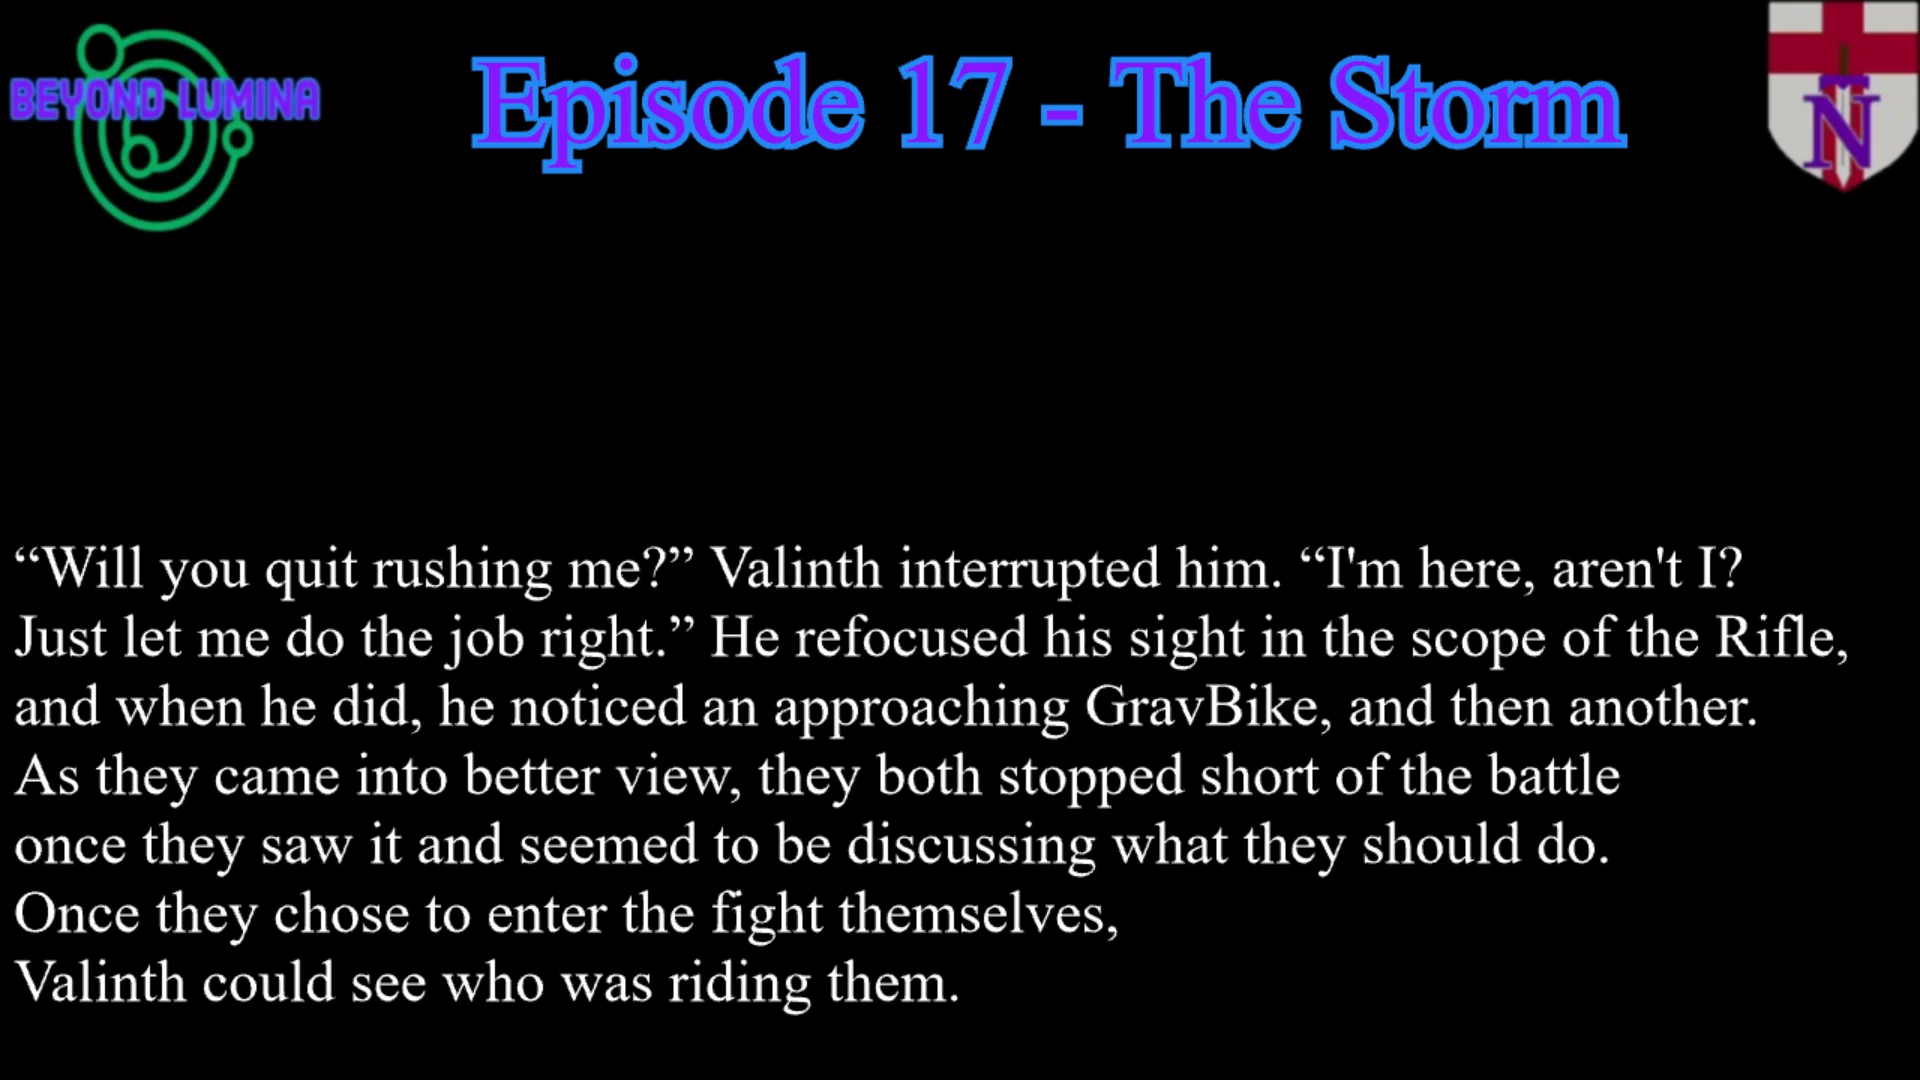 BEYOND LUMINA
Episode 17 - The Storm
Ñ
“Will you quit rushing me?” Valinth interrupted him. “I'm here, aren't I?
Just let me do the job right.” He refocused his sight in the scope of the Rifle,
and when he did, he noticed an approaching GravBike, and then another.
As they came into better view, they both stopped short of the battle
once they saw it and seemed to be discussing what they should do.
Once they chose to enter the fight themselves,
Valinth could see who was riding them.